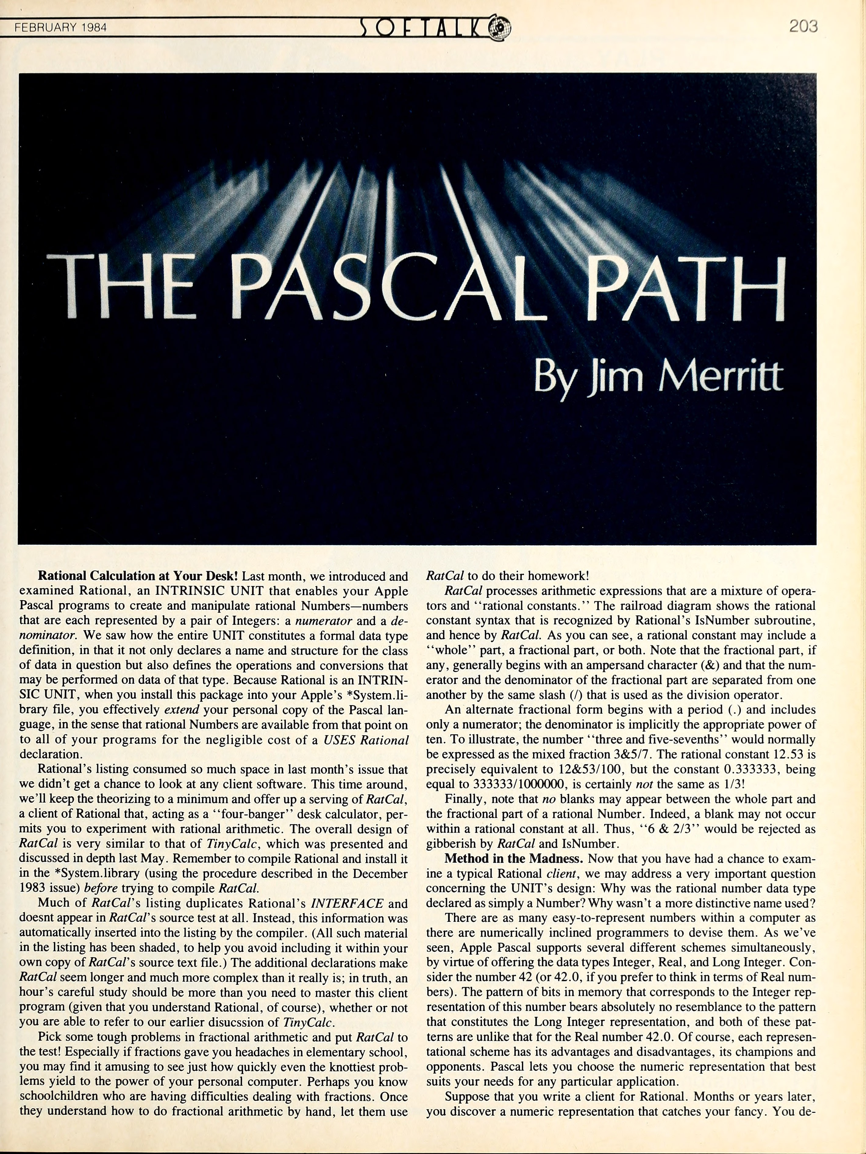 FEBRUARY 1984
SOFTALK
203
THE PASCAL PATH
By Jim Merritt
Rational Calculation at Your Desk! Last month, we introduced and
examined Rational, an INTRINSIC UNIT that enables your Apple
Pascal programs to create and manipulate rational Numbers—numbers
that are each represented by a pair of Integers: a numerator and a de-
nominator. We saw how the entire UNIT constitutes a formal data type
definition, in that it not only declares a name and structure for the class
of data in question but also defines the operations and conversions that
may be performed on data of that type. Because Rational is an INTRIN-
SIC UNIT, when you install this package into your Apple's *System.li-
brary file, you effectively extend your personal copy of the Pascal lan-
guage, in the sense that rational Numbers are available from that point on
to all of your programs for the negligible cost of a USES Rational
declaration.
Rational's listing consumed so much space in last month's issue that
we didn't get a chance to look at any client software. This time around,
we'll keep the theorizing to a minimum and offer up a serving of RatCal,
a client of Rational that, acting as a "four-banger" desk calculator, per-
mits you to experiment with rational arithmetic. The overall design of
RatCal is very similar to that of TinyCalc, which was presented and
discussed in depth last May. Remember to compile Rational and install it
in the *System.library (using the procedure described in the December
1983 issue) before trying to compile RatCal.
Much of RatCal's listing duplicates Rational's INTERFACE and
doesnt appear in RatCal's source test at all. Instead, this information was
automatically inserted into the listing by the compiler. (All such material
in the listing has been shaded, to help you avoid including it within your
own copy of RatCal's source text file.) The additional declarations make
RatCal seem longer and much more complex than it really is; in truth, an
hour's careful study should be more than you need to master this client
program (given that you understand Rational, of course), whether or not
you are able to refer to our earlier disucssion of TinyCalc.
Pick some tough problems in fractional arithmetic and put RatCal to
the test! Especially if fractions gave you headaches in elementary school,
you may find it amusing to see just how quickly even the knottiest prob-
lems yield to the power of your personal computer. Perhaps you know
schoolchildren who are having difficulties dealing with fractions. Once
they understand how to do fractional arithmetic by hand, let them use
RatCal to do their homework!
RatCal processes arithmetic expressions that are a mixture of opera-
tors and "rational constants." The railroad diagram shows the rational
constant syntax that is recognized by Rational's IsNumber subroutine,
and hence by RatCal. As you can see, a rational constant may include a
"whole" part, a fractional part, or both. Note that the fractional part, if
any, generally begins with an ampersand character (&) and that the num-
erator and the denominator of the fractional part are separated from one
another by the same slash (/) that is used as the division operator.
An alternate fractional form begins with a period (.) and includes
only a numerator; the denominator is implicitly the appropriate power of
ten. To illustrate, the number "three and five-sevenths" would normally
be expressed as the mixed fraction 3&5/7. The rational constant 12.53 is
precisely equivalent to 12&53/100, but the constant 0.333333, being
equal to 333333/1000000, is certainly not the same as 1/3!
Finally, note that no blanks may appear between the whole part and
the fractional part of a rational Number. Indeed, a blank may not occur
within a rational constant at all. Thus, "6 & 2/3" would be rejected as
gibberish by RatCal and IsNumber.
Method in the Madness. Now that you have had a chance to exam-
ine a typical Rational client, we may address a very important question
concerning the UNIT's design: Why was the rational number data type
declared as simply a Number? Why wasn't a more distinctive name used?
There are as many easy-to-represent numbers within a computer as
there are numerically inclined programmers to devise them. As we've
seen, Apple Pascal supports several different schemes simultaneously,
by virtue of offering the data types Integer, Real, and Long Integer. Con-
sider the number 42 (or 42.0, if you prefer to think in terms of Real num-
bers). The pattern of bits in memory that corresponds to the Integer rep-
resentation of this number bears absolutely no resemblance to the pattern
that constitutes the Long Integer representation, and both of these pat-
terns are unlike that for the Real number 42.0. Of course, each represen-
tational scheme has its advantages and disadvantages, its champions and
opponents. Pascal lets you choose the numeric representation that best
suits your needs for any particular application.
Suppose that you write a client for Rational. Months or years later,
you discover a numeric representation that catches your fancy. You de-